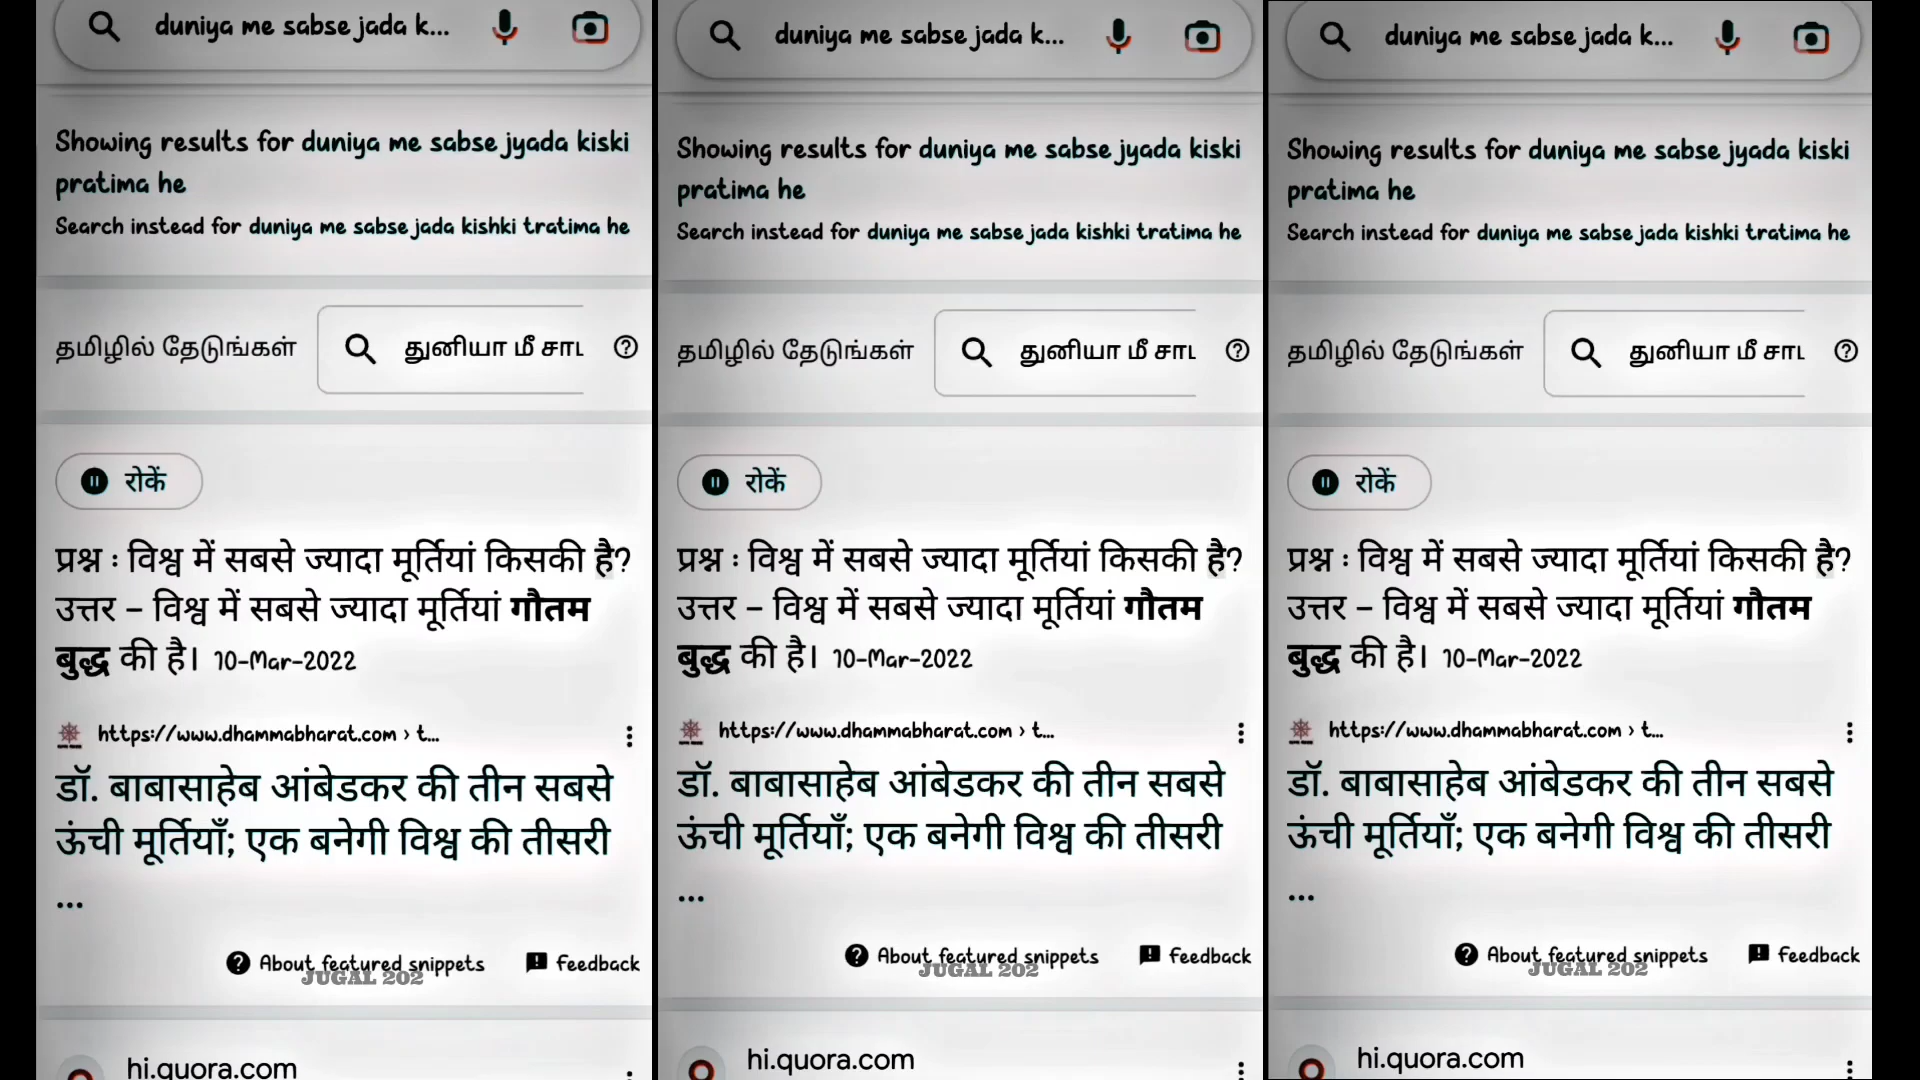 duniya me sabse jada k...
Showing results for duniya me sabse jyada kiski
pratima he
Search instead for duniya me sabse jada kishki tratima he
தமிழில் தேடுங்கள்
துனியா மீ சாட
रोकें
प्रश्न : विश्व में सबसे ज्यादा मूर्तियां किसकी है?
उत्तर – विश्व में सबसे ज्यादा मूर्तियां गौतम
बुद्ध की है। 10-Mar-2022
https://www.dhammabharat.com › t...
डॉ. बाबासाहेब आंबेडकर की तीन सबसे
ऊंची मूर्तियाँ; एक बनेगी विश्व की तीसरी
...
About featured snippets
Feedback
JUGAL 202
hi.quora.com
duniya me sabse jada k...
Showing results for duniya me sabse jyada kiski
pratima he
Search instead for duniya me sabse jada kishki tratima he
தமிழில் தேடுங்கள்
துனியா மீ சாட
रोकें
प्रश्न : विश्व में सबसे ज्यादा मूर्तियां किसकी है?
उत्तर – विश्व में सबसे ज्यादा मूर्तियां गौतम
बुद्ध की है। 10-Mar-2022
https://www.dhammabharat.com › t...
डॉ. बाबासाहेब आंबेडकर की तीन सबसे
ऊंची मूर्तियाँ; एक बनेगी विश्व की तीसरी
...
About featured snippets
Feedback
JUGAL 202
hi.quora.com
duniya me sabse jada k...
Showing results for duniya me sabse jyada kiski
pratima he
Search instead for duniya me sabse jada kishki tratima he
தமிழில் தேடுங்கள்
துனியா மீ சாட
रोकें
प्रश्न : विश्व में सबसे ज्यादा मूर्तियां किसकी है?
उत्तर – विश्व में सबसे ज्यादा मूर्तियां गौतम
बुद्ध की है। 10-Mar-2022
https://www.dhammabharat.com › t...
डॉ. बाबासाहेब आंबेडकर की तीन सबसे
ऊंची मूर्तियाँ; एक बनेगी विश्व की तीसरी
...
About featured snippets
Feedback
JUGAL 202
hi.quora.com